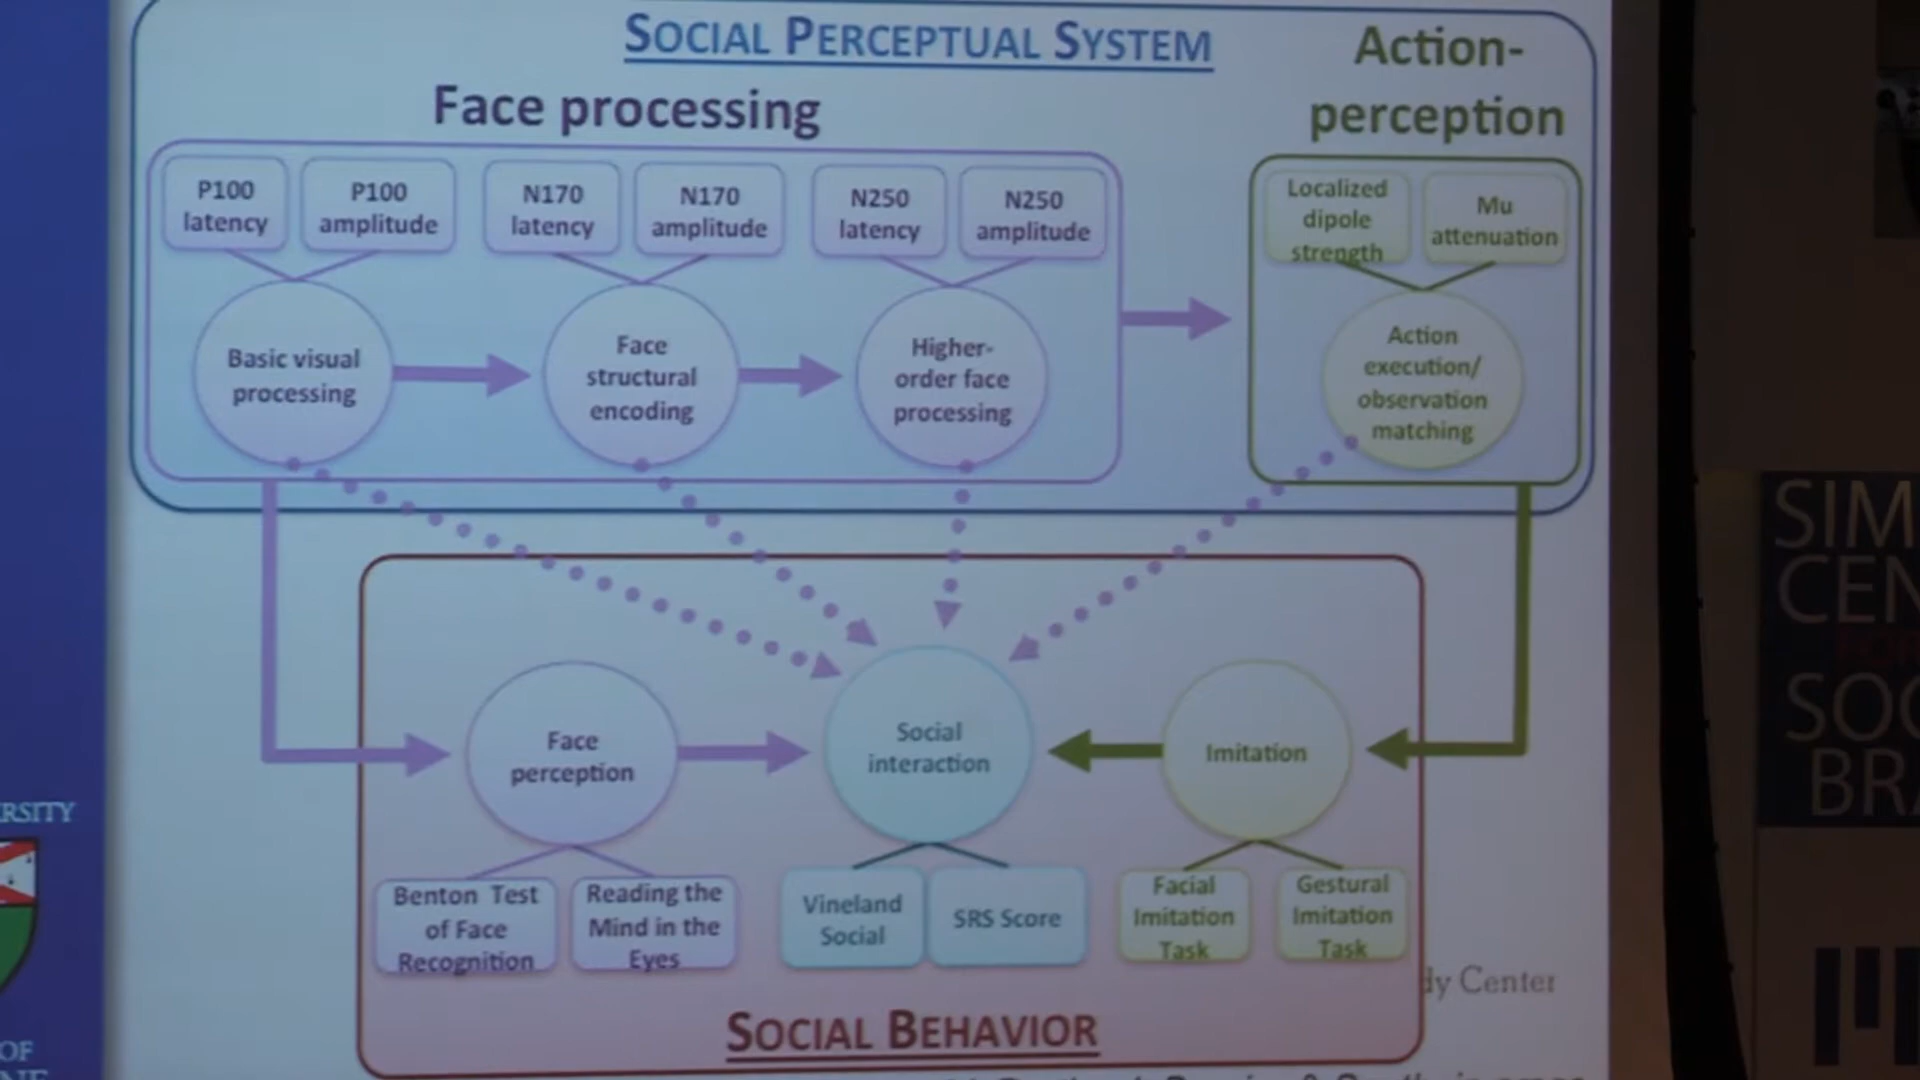 SOCIAL PERCEPTUAL SYSTEM
Face processing
Action-
perception
P100
latency
P100
amplitude
N170
latency
N170
amplitude
N250
latency
N250
amplitude
Localized
dipole
strength
Mu
attenuation
Basic visual
processing
Face
structural
encoding
Higher-
order face
processing
Action
execution/
observation
matching
Face
perception
Social
interaction
Imitation
Benton Test
of Face
Recognition
Reading the
Mind in the
Eyes
Vineland
Social
SRS Score
Facial
Imitation
Task
Gestural
Imitation
Task
SOCIAL BEHAVIOR
Center
OF